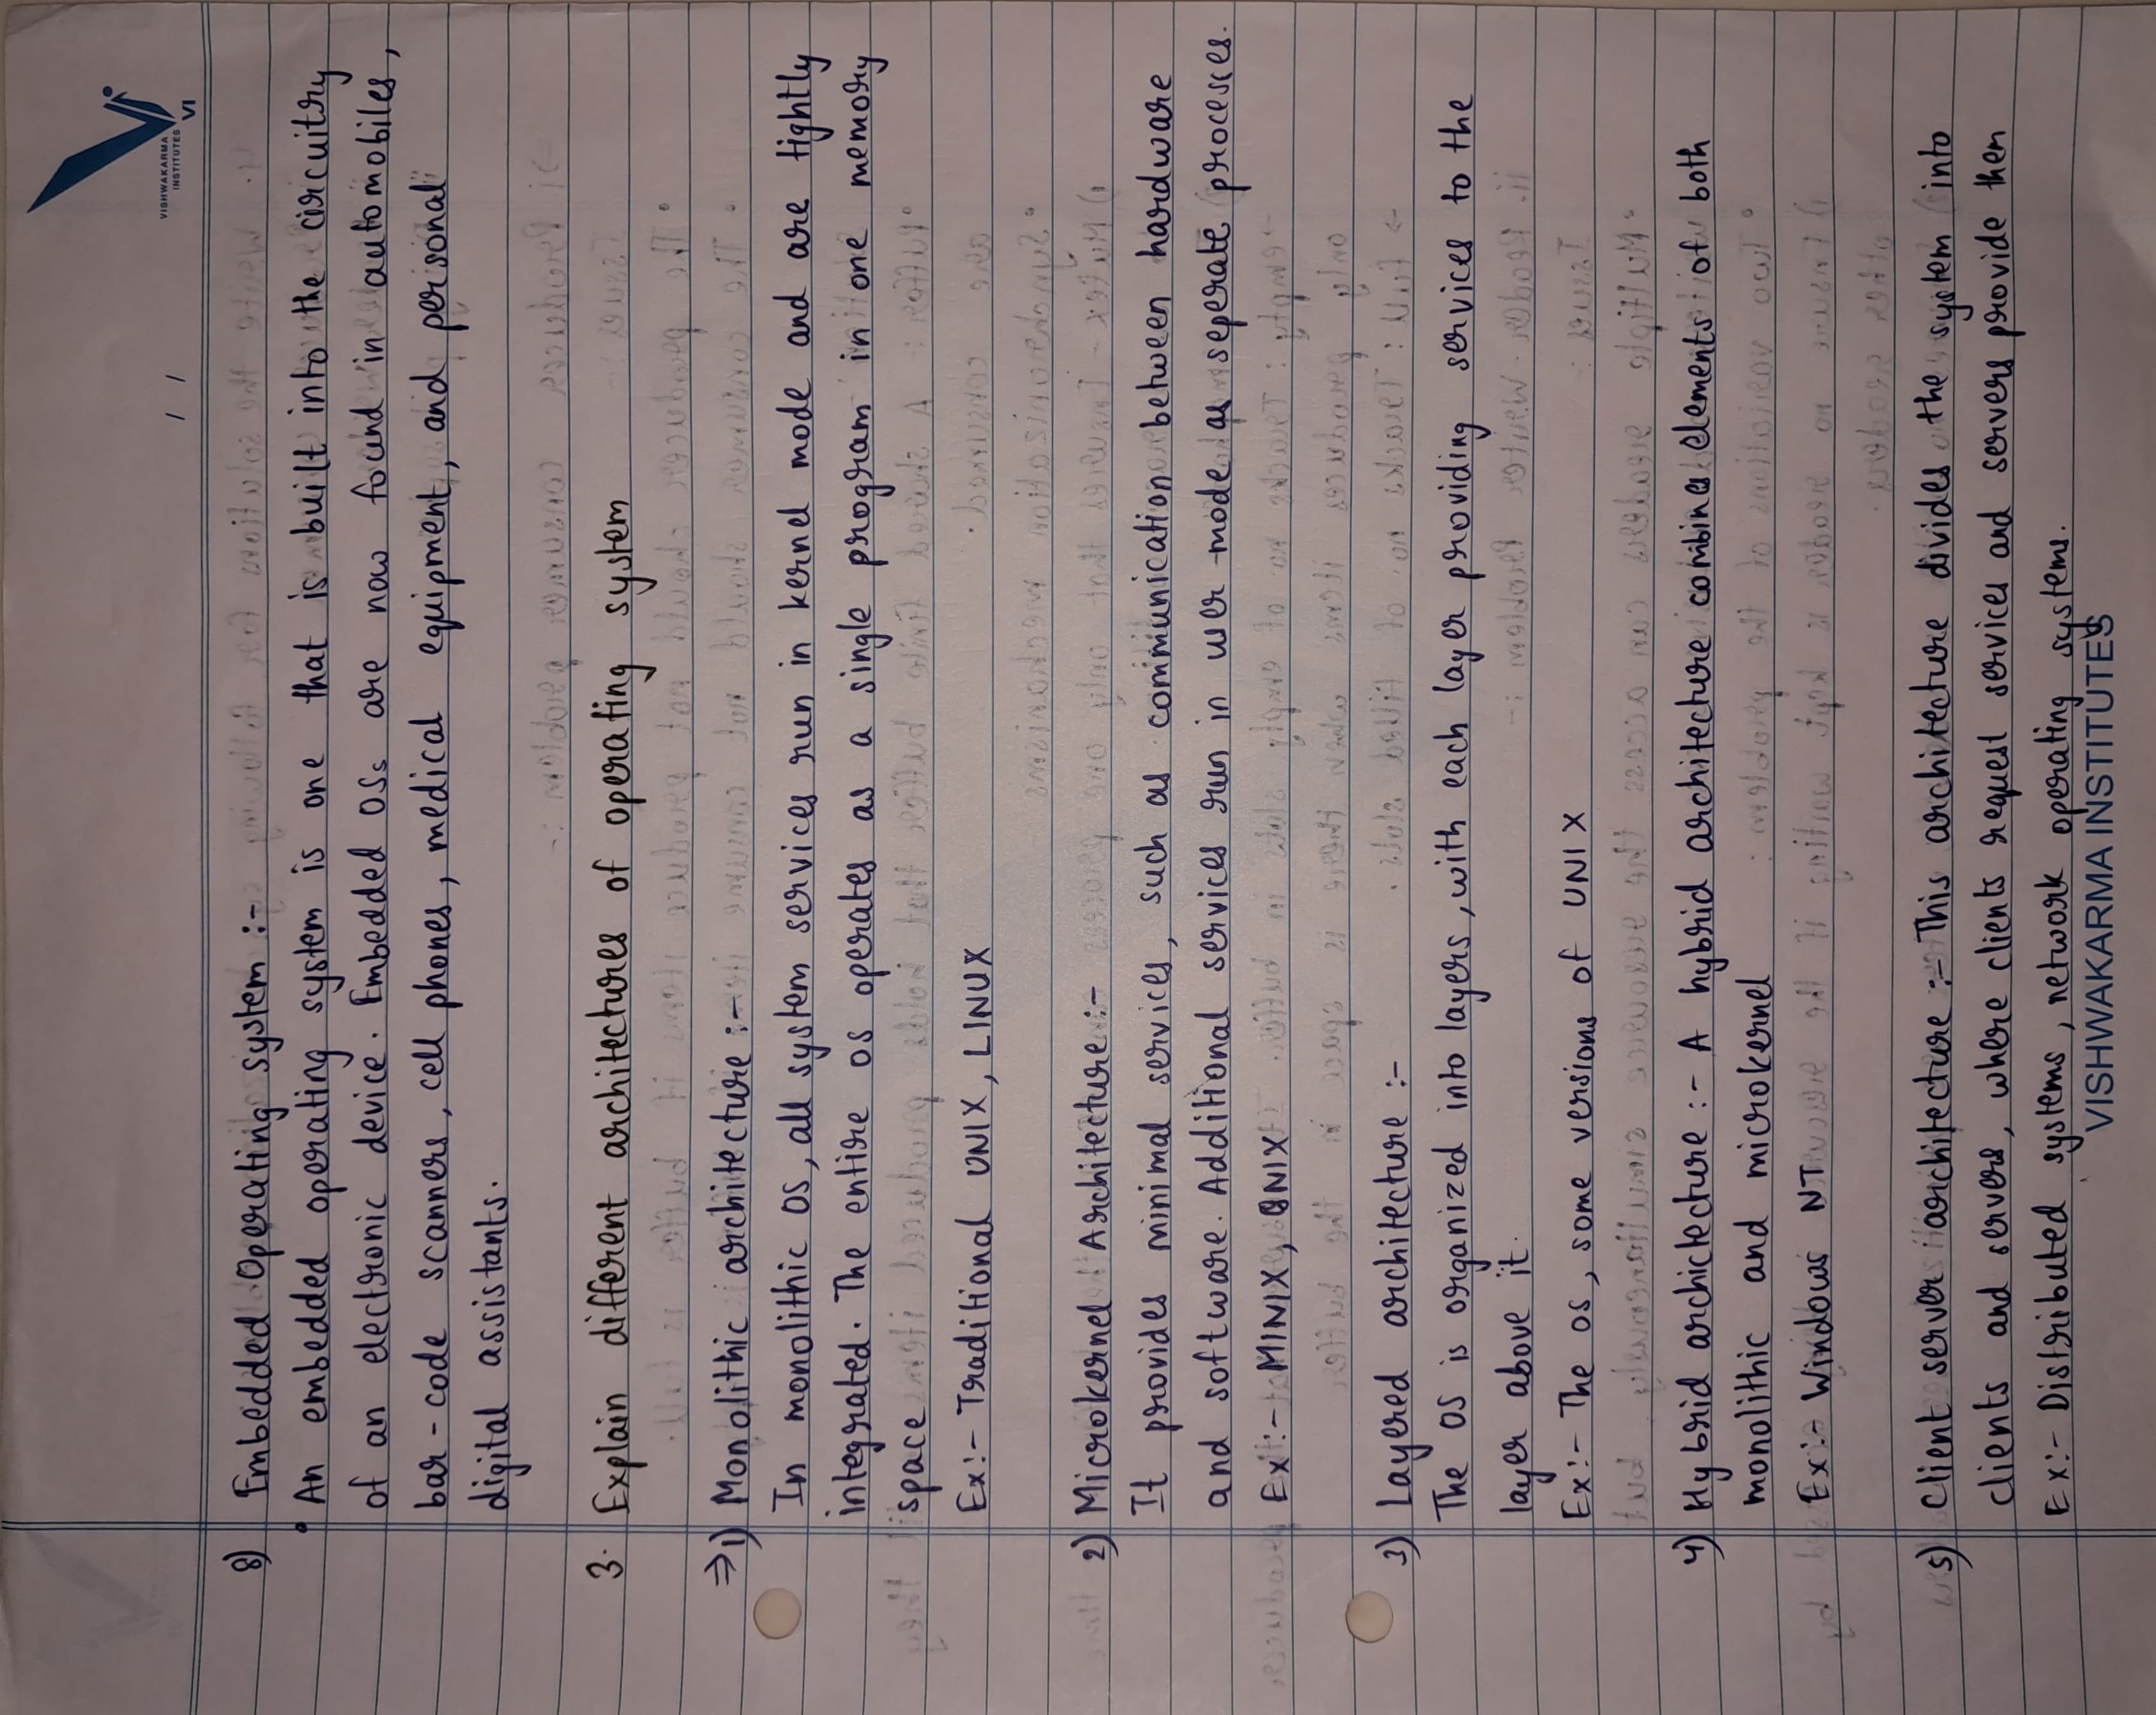 VISHWAKARMA
INSTITUTES
VI
/ /
8) Embedded Operating system :-
• An embedded operating system is one that is built into the circuitry
of an electronic device. Embedded OSs are now found in automobiles,
bar-code scanners, cell phones, medical equipment, and personal
digital assistants.
3. Explain different architectures of operating system
⇒ 1) Monolithic architecture :-
In monolithic OS, all system services run in kernel mode and are tightly
integrated. The entire os operates as a single program in one memory
space
Ex:- Traditional UNIX, LINUX
2) Microkernel Architecture :-
It provides minimal services, such as communication between hardware
and software. Additional services run in user mode as seperate processes.
Ex :- MINIX, QNIX
3) Layered architecture :-
The OS is organized into layers, with each layer providing services to the
layer above it.
Ex:- The os, some versions of UNIX
4) Hybrid archictecture :- A hybrid architecture combines elements of both
monolithic and microkernel
Ex:- Windows NT
5) Client server architecture :- This architecture divides the system into
clients and servers, where clients request services and servers provide them
Ex:- Distributed systems, network operating systems.
VISHWAKARMA INSTITUTES